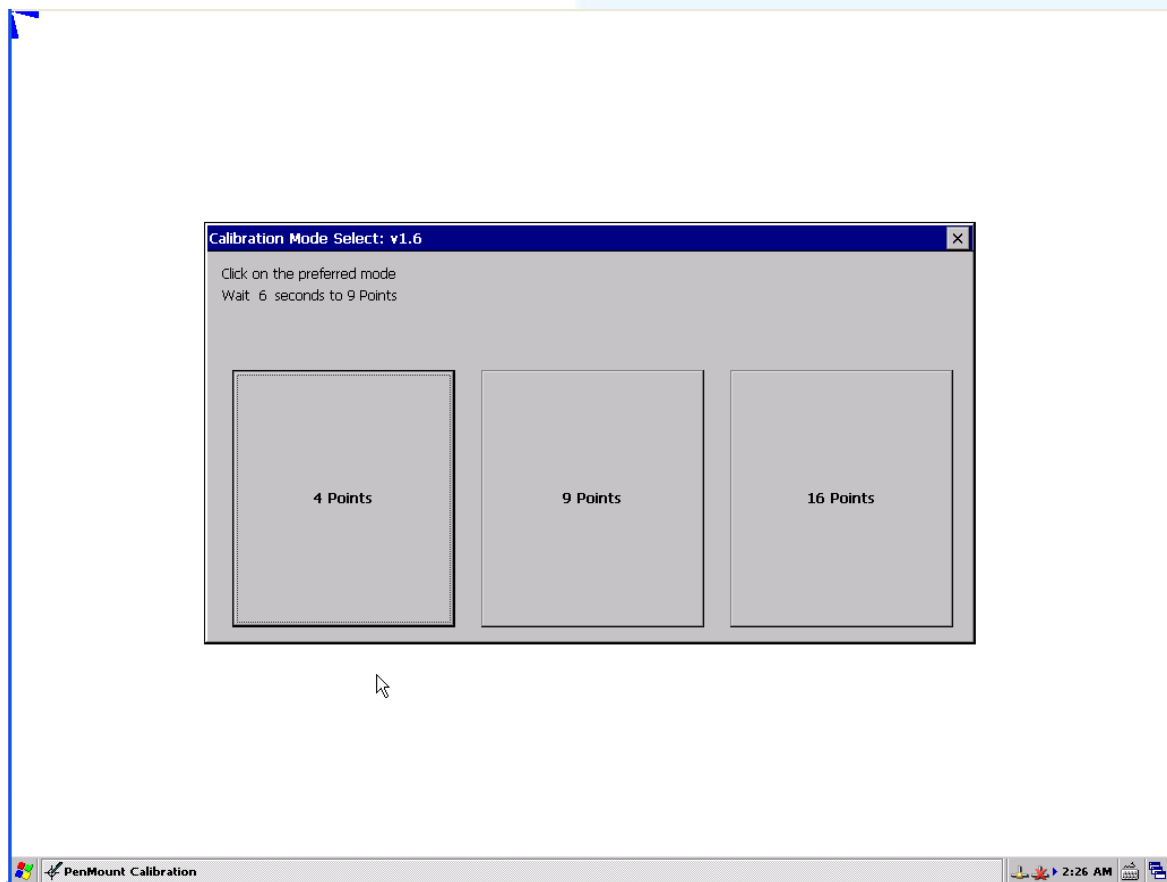 Calibration Mode Select: v1.6
Click on the preferred mode
Wait 6 seconds to 9 Points
4 Points
9 Points
16 Points
PenMount Calibration
2:26 AM